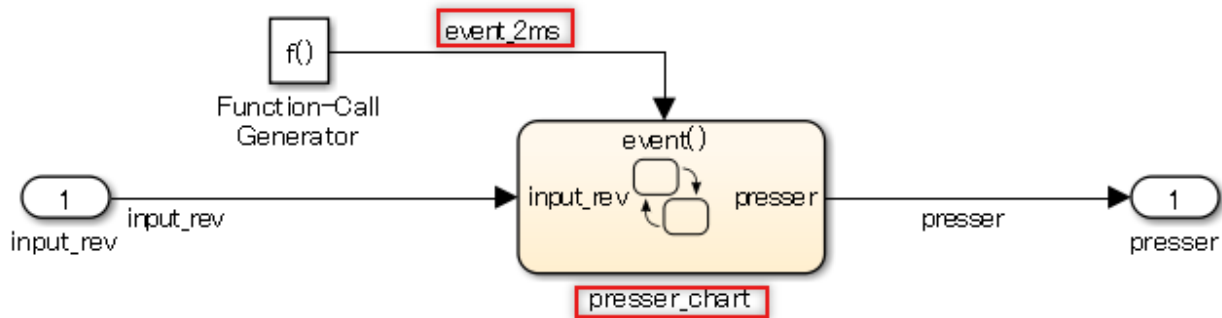 event_2ms
f()
Function-Call
Generator
event()
input_rev
presser
1
input_rev
input_rev
presser
1
presser
presser_chart